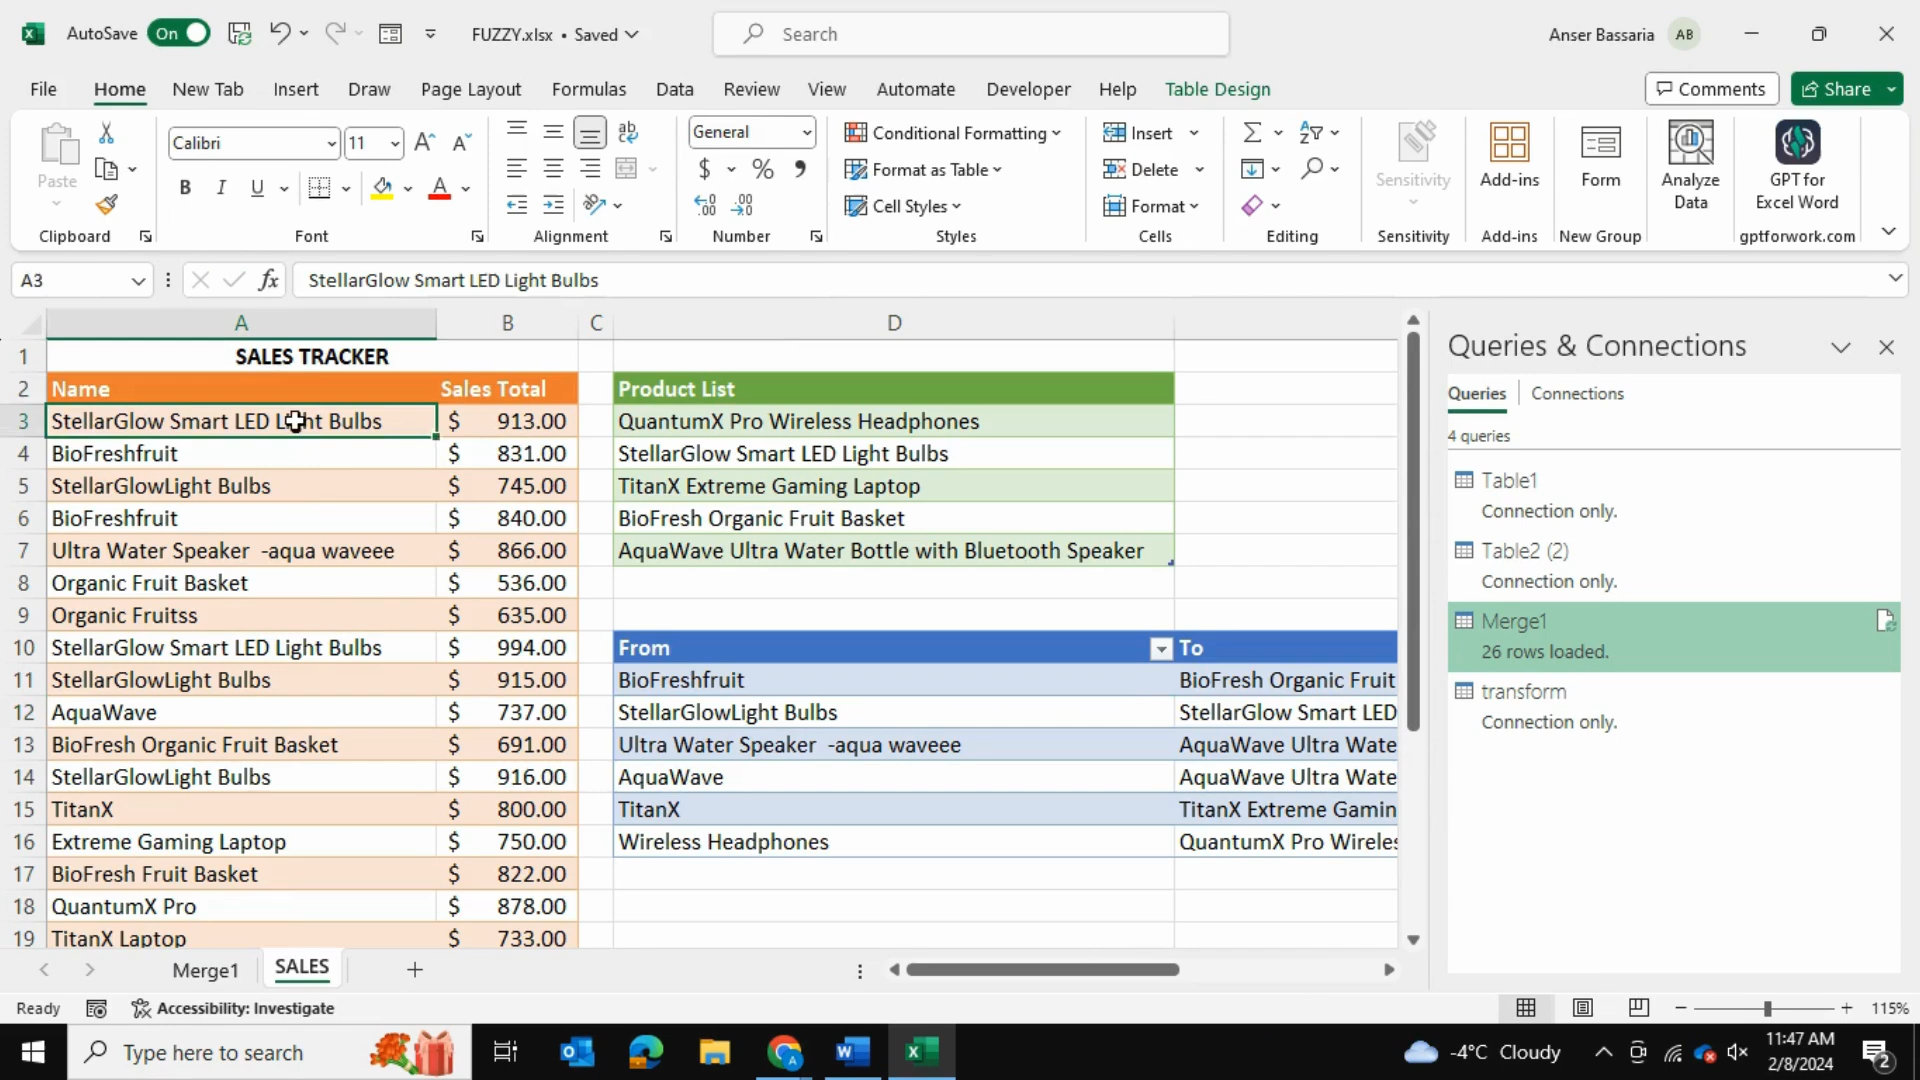 AutoSave On FUZZY.xlsx • Saved Search Anser Bassaria AB
File Home New Tab Insert Draw Page Layout Formulas Data Review View Automate Developer Help Table Design Comments Share
Paste
Clipboard
Calibri 11
B I U A
Font
ab
Alignment
General
$ % ,
Number
Conditional Formatting
Format as Table
Cell Styles
Styles
Insert
Delete
Format
Cells
Editing
Sensitivity
Sensitivity
Add-ins
Add-ins
Form
New Group
Analyze Data
GPT for Excel Word
gptforwork.com
A3 fx StellarGlow Smart LED Light Bulbs
A B C D
1 SALES TRACKER
2 Name Sales Total Product List
3 StellarGlow Smart LED Light Bulbs $ 913.00 QuantumX Pro Wireless Headphones
4 BioFreshfruit $ 831.00 StellarGlow Smart LED Light Bulbs
5 StellarGlowLight Bulbs $ 745.00 TitanX Extreme Gaming Laptop
6 BioFreshfruit $ 840.00 BioFresh Organic Fruit Basket
7 Ultra Water Speaker -aqua waveee $ 866.00 AquaWave Ultra Water Bottle with Bluetooth Speaker
8 Organic Fruit Basket $ 536.00
9 Organic Fruitss $ 635.00
10 StellarGlow Smart LED Light Bulbs $ 994.00 From To
11 StellarGlowLight Bulbs $ 915.00 BioFreshfruit BioFresh Organic Fruit
12 AquaWave $ 737.00 StellarGlowLight Bulbs StellarGlow Smart LED
13 BioFresh Organic Fruit Basket $ 691.00 Ultra Water Speaker -aqua waveee AquaWave Ultra Wate
14 StellarGlowLight Bulbs $ 916.00 AquaWave AquaWave Ultra Wate
15 TitanX $ 800.00 TitanX TitanX Extreme Gamin
16 Extreme Gaming Laptop $ 750.00 Wireless Headphones QuantumX Pro Wireles
17 BioFresh Fruit Basket $ 822.00
18 QuantumX Pro $ 878.00
19 TitanX Laptop $ 733.00
Queries & Connections
Queries Connections
4 queries
Table1
Connection only.
Table2 (2)
Connection only.
Merge1
26 rows loaded.
transform
Connection only.
Merge1 SALES
Ready Accessibility: Investigate 115%
Type here to search -4°C Cloudy 11:47 AM
2/8/2024
2